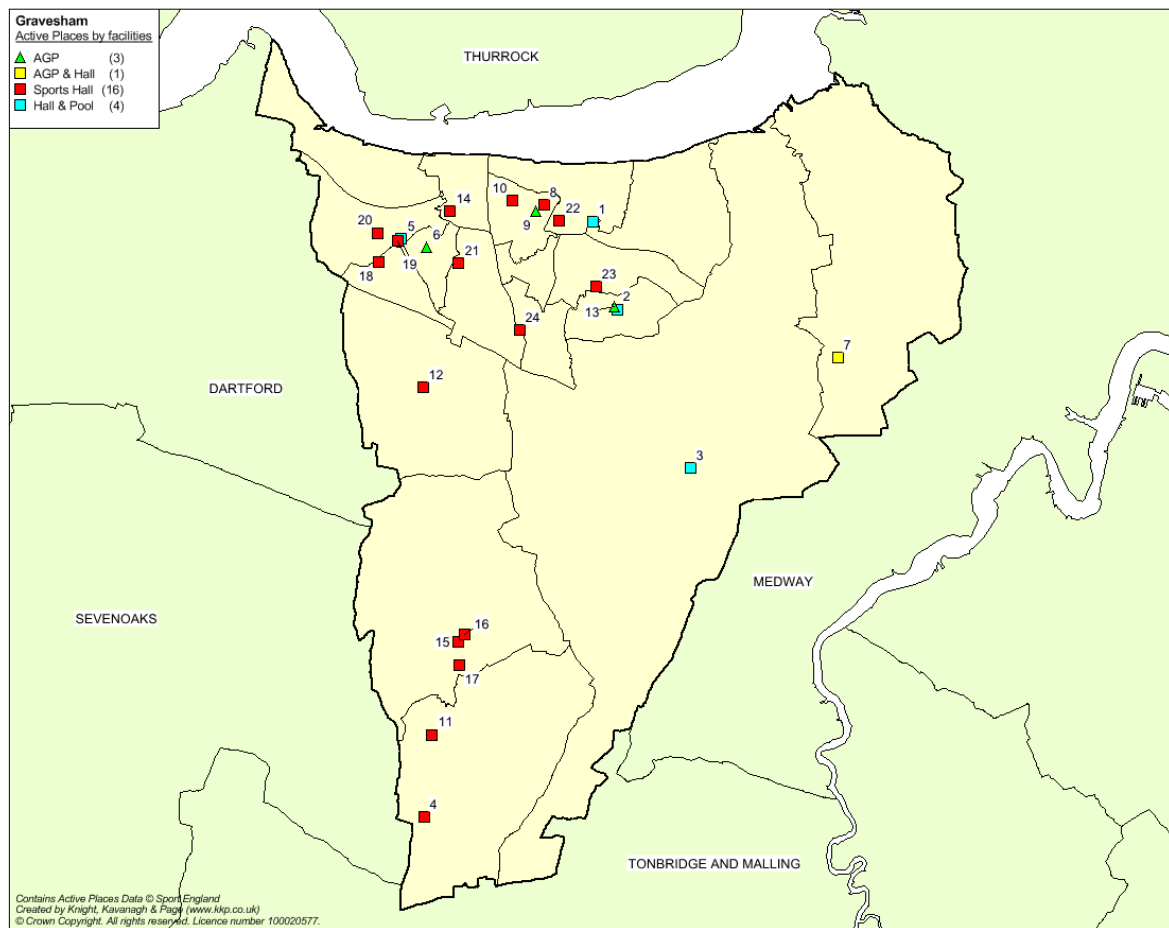 Gravesham
Active Places by facilities
AGP (3)
AGP & Hall (1)
Sports Hall (16)
Hall & Pool (4)
THURROCK
14
10
8
9
22
1
20
5
6
21
18
19
23
13
2
24
7
12
DARTFORD
3
MEDWAY
SEVENOAKS
16
15
17
11
4
TONBRIDGE AND MALLING
Contains Active Places Data © Sport England
Created by Knight, Kavanagh & Page (www.kkp.co.uk)
© Crown Copyright. All rights reserved. Licence number 100020577.